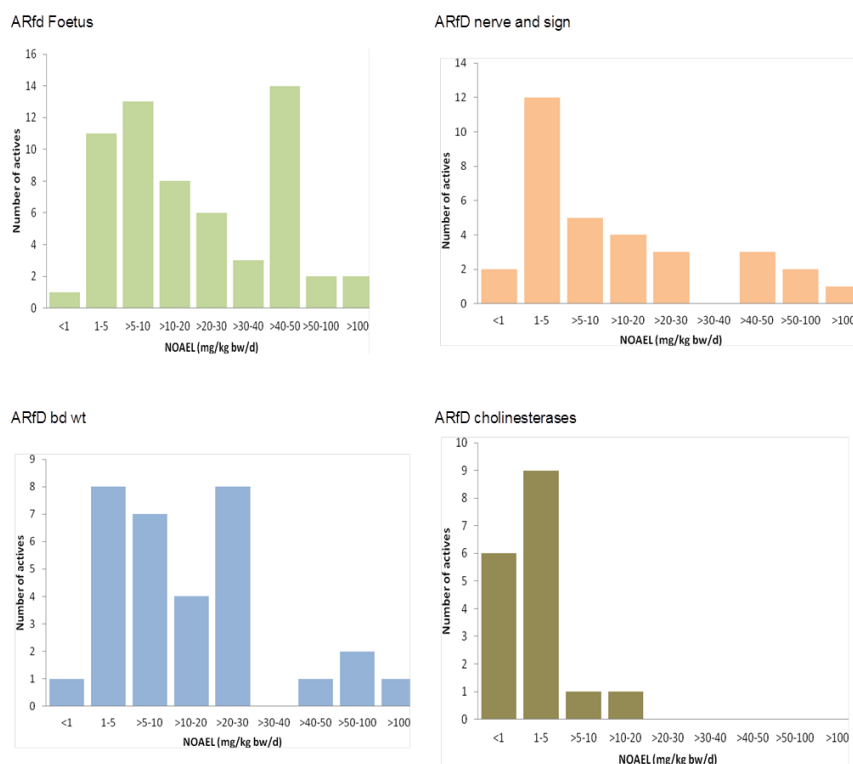 ARfd Foetus
16
14
12
10
8
6
4
2
0
Number of actives
<1 1-5 >5-10 >10-20 >20-30 >30-40 >40-50 >50-100 >100
NOAEL (mg/kg bw/d)
ARfD nerve and sign
14
12
10
8
6
4
2
0
Number of actives
<1 1-5 >5-10 >10-20 >20-30 >30-40 >40-50 >50-100 >100
NOAEL (mg/kg bw/d)
ARfD bd wt
9
8
7
6
5
4
3
2
1
0
Number of actives
<1 1-5 >5-10 >10-20 >20-30 >30-40 >40-50 >50-100 >100
NOAEL (mg/kg bw/d)
ARfD cholinesterases
10
9
8
7
6
5
4
3
2
1
0
Number of actives
<1 1-5 >5-10 >10-20 >20-30 >30-40 >40-50 >50-100 >100
NOAEL (mg/kg bw/d)